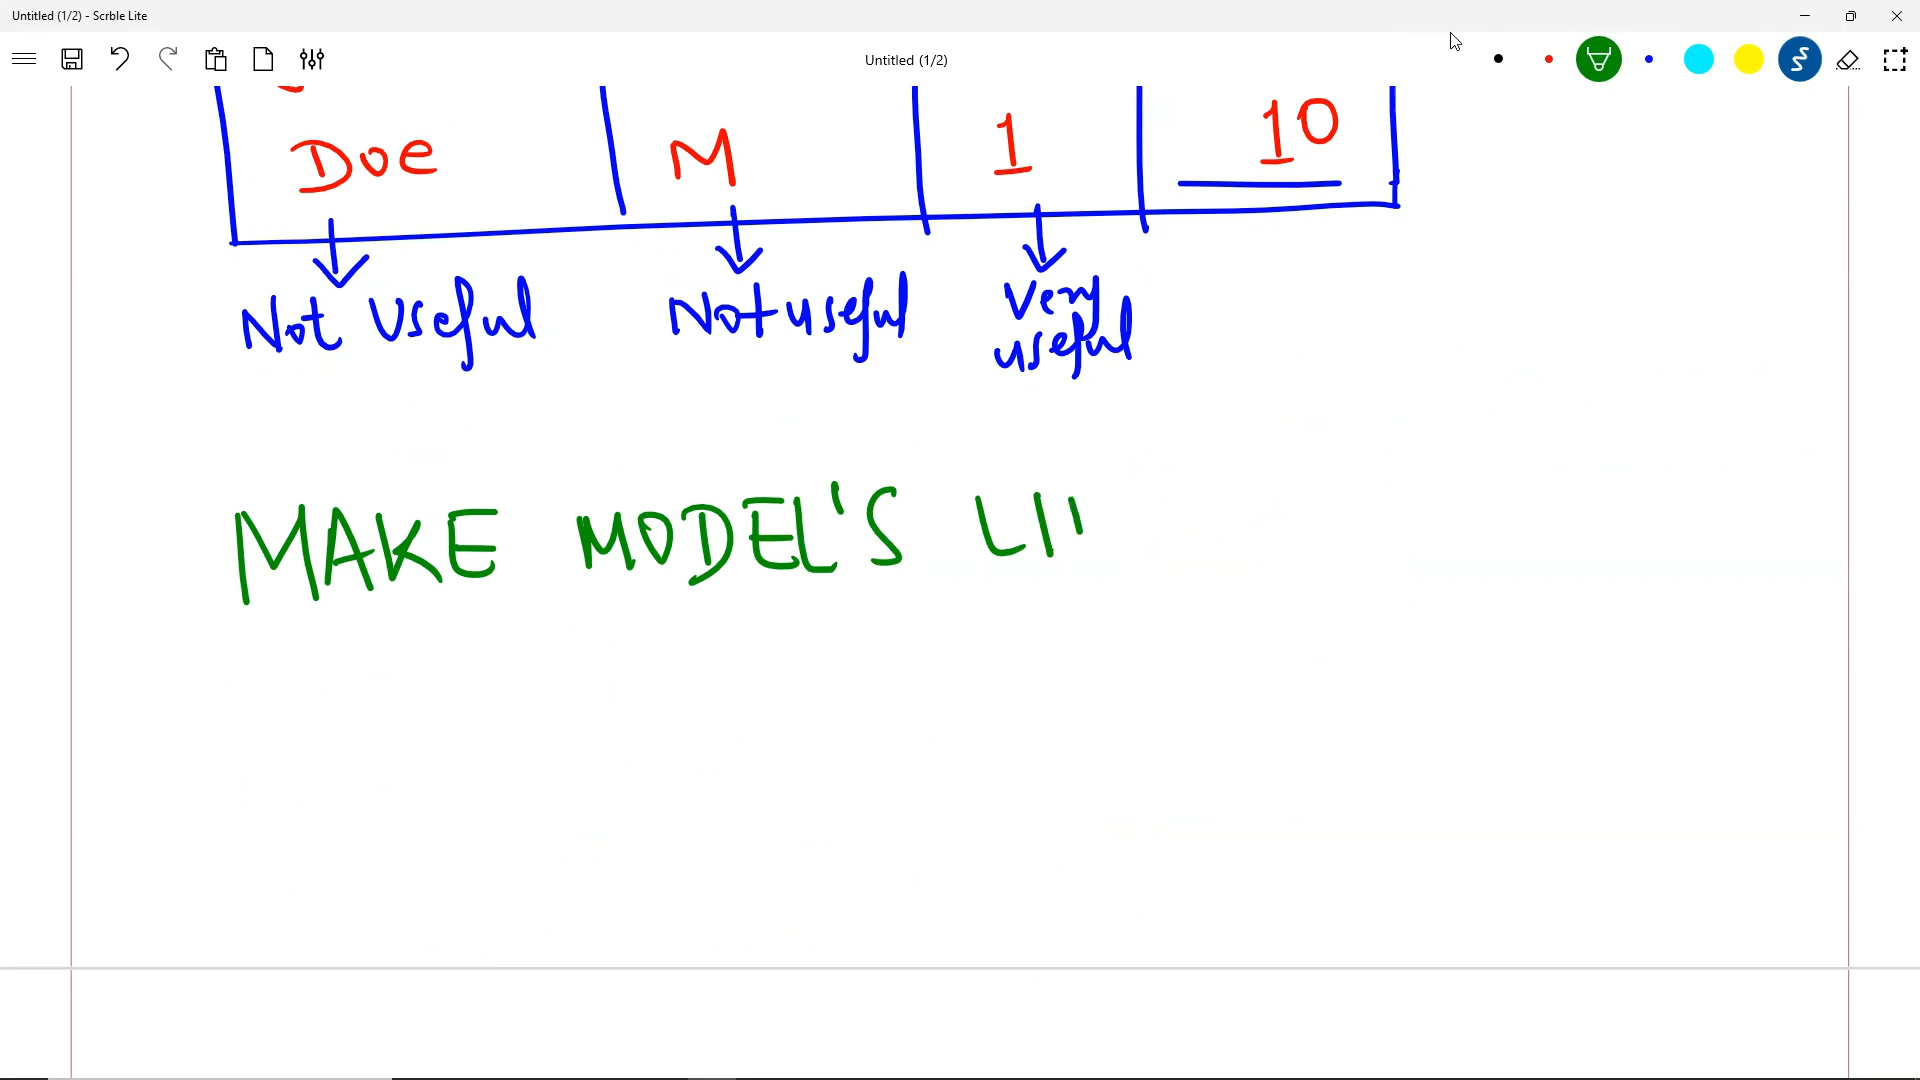 Untitled (1/2) - Scrble Lite
Untitled (1/2)
Doe M 1 10
Not Useful Not useful Very useful
MAKE MODEL'S